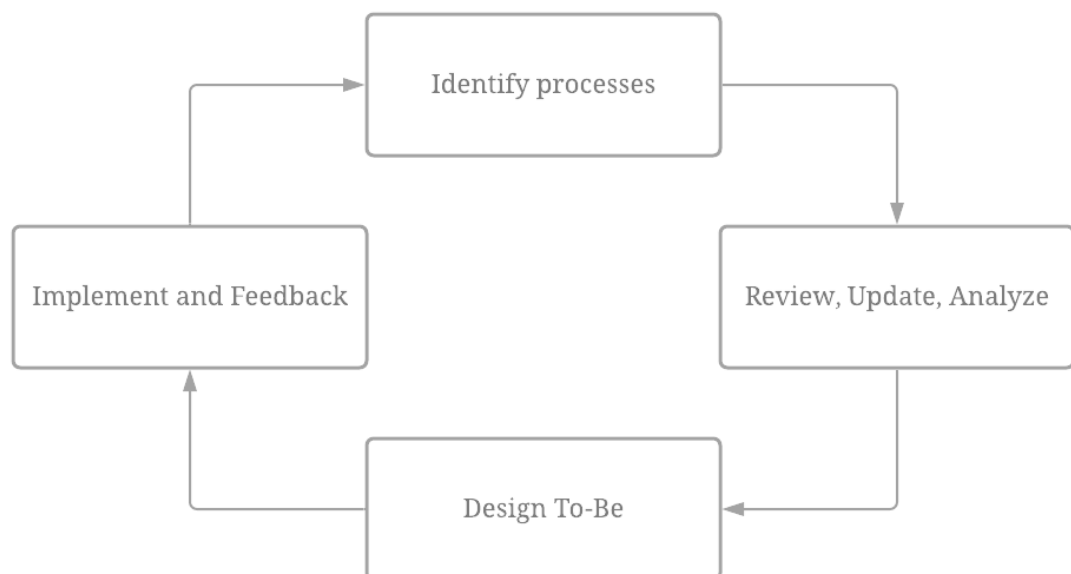 Identify processes
Implement and Feedback
Review, Update, Analyze
Design To-Be